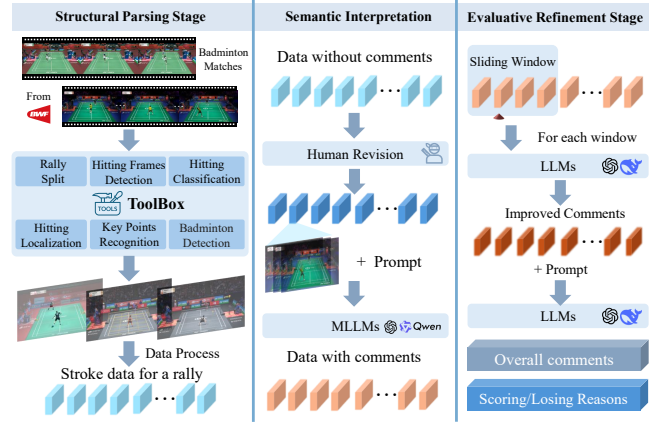 Structural Parsing Stage
Badminton
Matches
From
BWF
Rally
Split
Hitting Frames
Detection
Hitting
Classification
TOOLS
ToolBox
Hitting
Localization
Key Points
Recognition
Badminton
Detection
Data Process
Stroke data for a rally
Semantic Interpretation
Data without comments
Human Revision
+ Prompt
MLLMs
Qwen
Data with comments
Evaluative Refinement Stage
Sliding Window
For each window
LLMs
Improved Comments
+ Prompt
LLMs
Overall comments
Scoring/Losing Reasons